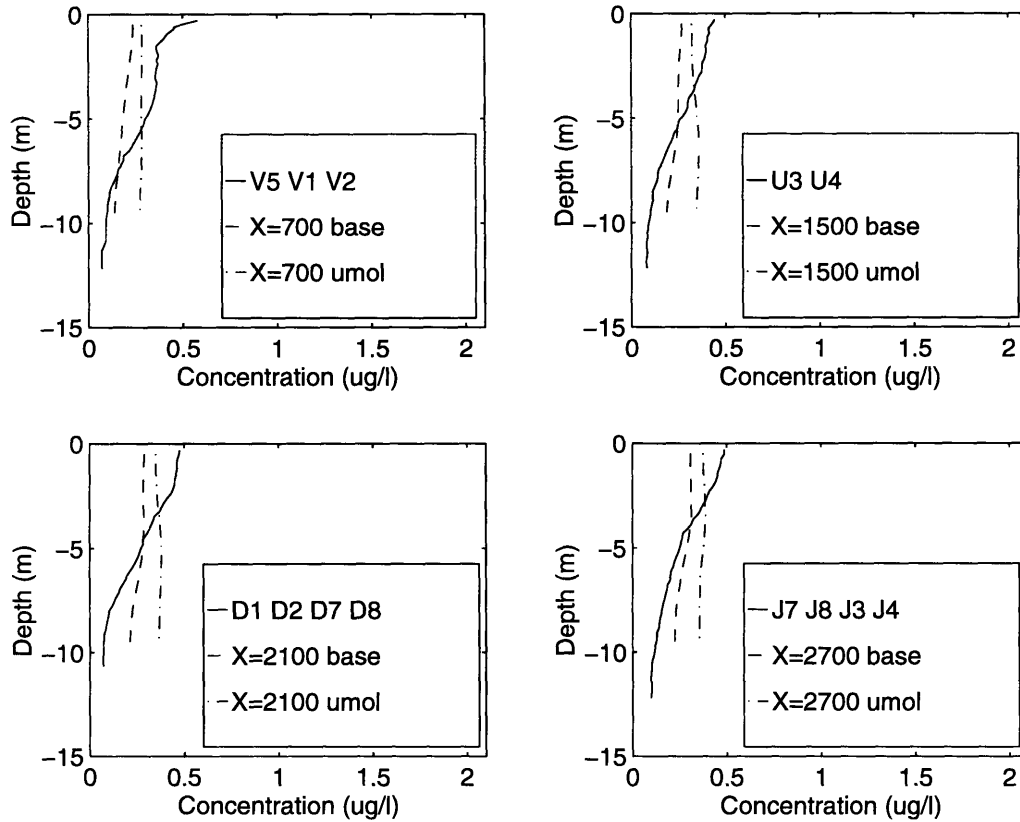 0
−5
−10
−15
Depth (m)
V5 V1 V2
X=700 base
X=700 umol
0 0.5 1 1.5 2
Concentration (ug/l)
0
−5
−10
−15
Depth (m)
U3 U4
X=1500 base
X=1500 umol
0 0.5 1 1.5 2
Concentration (ug/l)
0
−5
−10
−15
Depth (m)
D1 D2 D7 D8
X=2100 base
X=2100 umol
0 0.5 1 1.5 2
Concentration (ug/l)
0
−5
−10
−15
Depth (m)
J7 J8 J3 J4
X=2700 base
X=2700 umol
0 0.5 1 1.5 2
Concentration (ug/l)